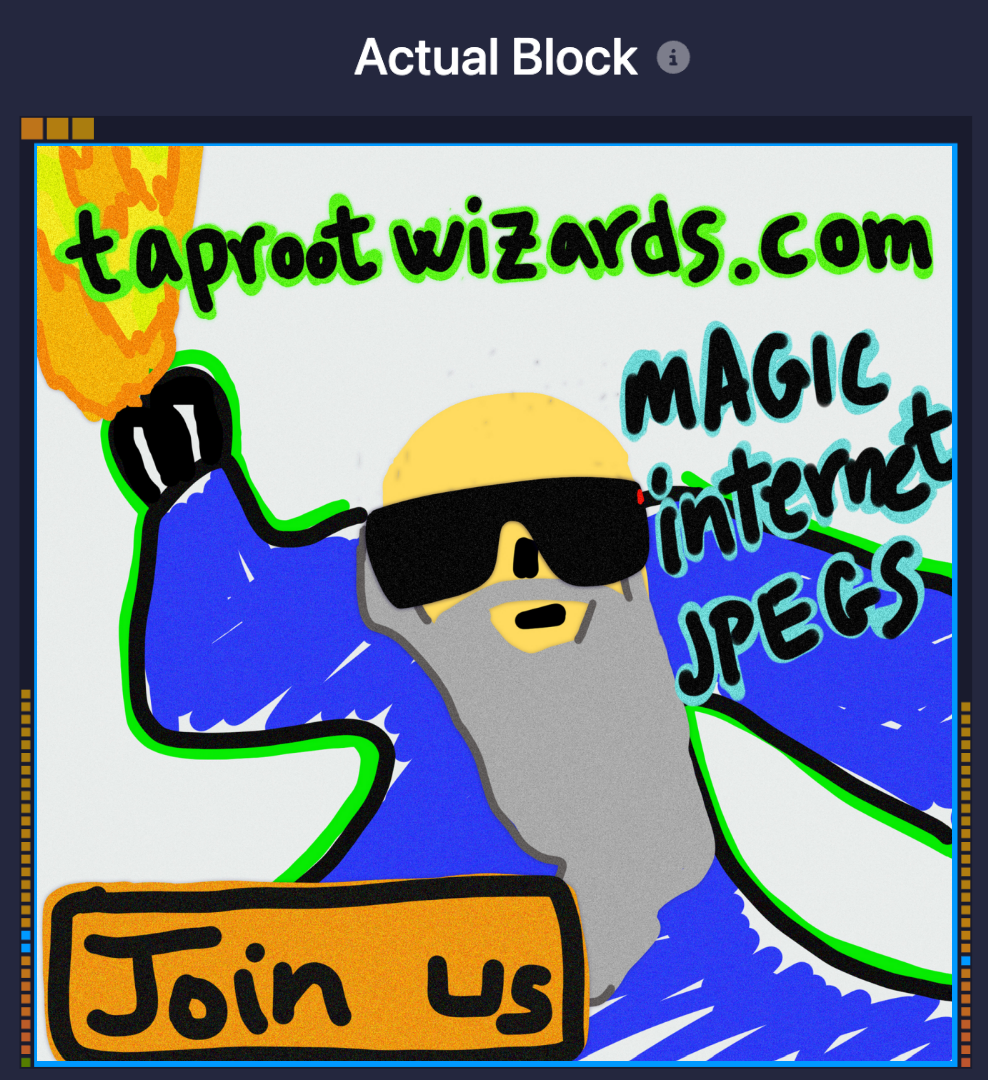 Actual Block
taprootwizards.com
MAGIC
internet
JPEGS
Join us